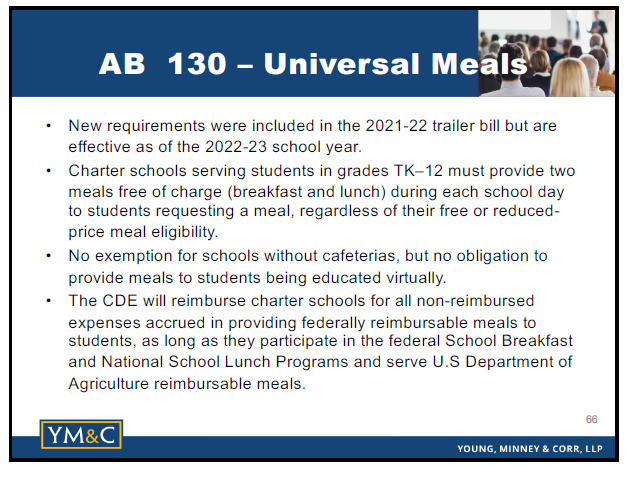 AB 130 – Universal Meals
• New requirements were included in the 2021-22 trailer bill but are
effective as of the 2022-23 school year.
• Charter schools serving students in grades TK–12 must provide two
meals free of charge (breakfast and lunch) during each school day
to students requesting a meal, regardless of their free or reduced-
price meal eligibility.
• No exemption for schools without cafeterias, but no obligation to
provide meals to students being educated virtually.
• The CDE will reimburse charter schools for all non-reimbursed
expenses accrued in providing federally reimbursable meals to
students, as long as they participate in the federal School Breakfast
and National School Lunch Programs and serve U.S Department of
Agriculture reimbursable meals.
66
YM&C
YOUNG, MINNEY & CORR, LLP